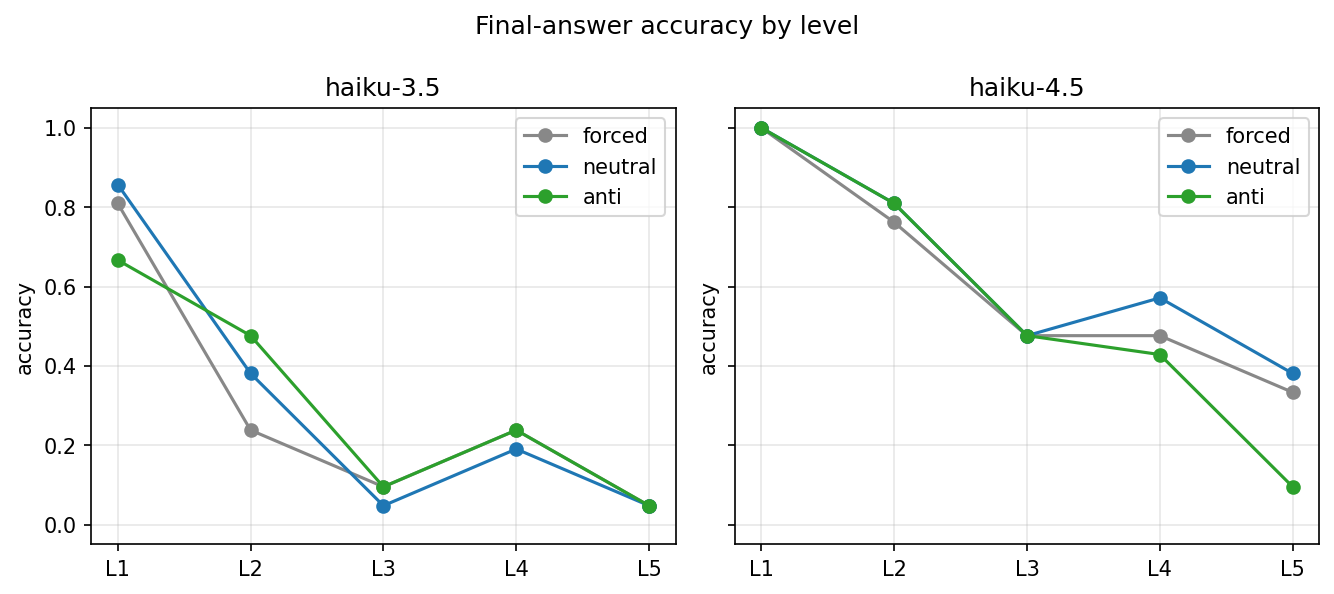 Final-answer accuracy by level
haiku-3.5
accuracy
1.0
0.8
0.6
0.4
0.2
0.0
L1 L2 L3 L4 L5
forced
neutral
anti
haiku-4.5
accuracy
L1 L2 L3 L4 L5
forced
neutral
anti